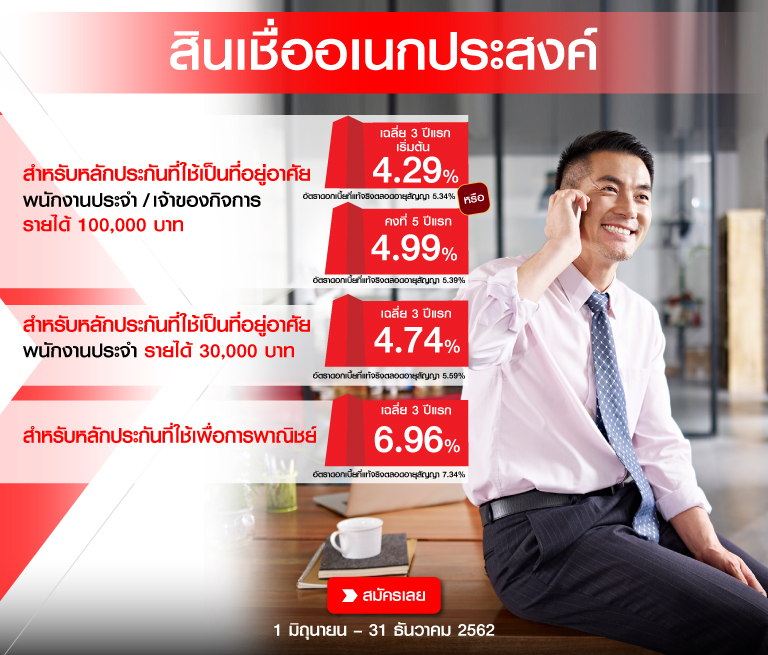 สินเชื่ออเนกประสงค์
สำหรับหลักประกันที่ใช้เป็นที่อยู่อาศัย
พนักงานประจำ / เจ้าของกิจการ
รายได้ 100,000 บาท
เฉลี่ย 3 ปีแรก
เริ่มต้น
4.29%
อัตราดอกเบี้ยที่แท้จริงตลอดอายุสัญญา 5.34%
หรือ
คงที่ 5 ปีแรก
4.99%
อัตราดอกเบี้ยที่แท้จริงตลอดอายุสัญญา 5.39%
สำหรับหลักประกันที่ใช้เป็นที่อยู่อาศัย
พนักงานประจำ รายได้ 30,000 บาท
เฉลี่ย 3 ปีแรก
4.74%
อัตราดอกเบี้ยที่แท้จริงตลอดอายุสัญญา 5.59%
สำหรับหลักประกันที่ใช้เพื่อการพาณิชย์
เฉลี่ย 3 ปีแรก
6.96%
อัตราดอกเบี้ยที่แท้จริงตลอดอายุสัญญา 7.34%
สมัครเลย
1 มิถุนายน – 31 ธันวาคม 2562